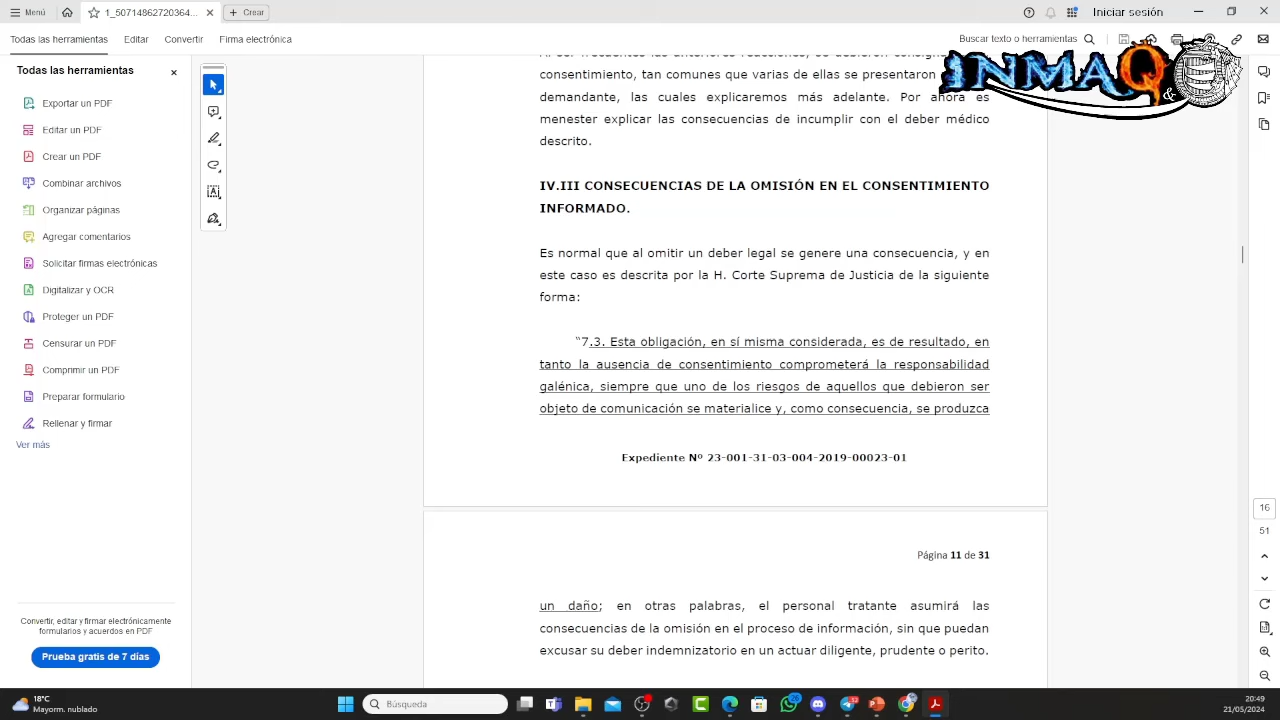 Menú
1_50714862720364...
Crear
Iniciar sesión
Todas las herramientas
Editar
Convertir
Firma electrónica
Buscar texto o herramientas
INMAQ
&
Todas las herramientas
Exportar un PDF
Editar un PDF
Crear un PDF
Combinar archivos
Organizar páginas
Agregar comentarios
Solicitar firmas electrónicas
Digitalizar y OCR
Proteger un PDF
Censurar un PDF
Comprimir un PDF
Preparar formulario
Rellenar y firmar
Ver más
Convertir, editar y firmar electrónicamente
formularios y acuerdos en PDF
Prueba gratis de 7 días
consentimiento, tan comunes que varias de ellas se presentaron
demandante, las cuales explicaremos más adelante. Por ahora es
menester explicar las consecuencias de incumplir con el deber médico
descrito.
IV.III CONSECUENCIAS DE LA OMISIÓN EN EL CONSENTIMIENTO
INFORMADO.
Es normal que al omitir un deber legal se genere una consecuencia, y en
este caso es descrita por la H. Corte Suprema de Justicia de la siguiente
forma:
“7.3. Esta obligación, en sí misma considerada, es de resultado, en
tanto la ausencia de consentimiento comprometerá la responsabilidad
galénica, siempre que uno de los riesgos de aquellos que debieron ser
objeto de comunicación se materialice y, como consecuencia, se produzca
Expediente Nº 23-001-31-03-004-2019-00023-01
Página 11 de 31
un daño; en otras palabras, el personal tratante asumirá las
consecuencias de la omisión en el proceso de información, sin que puedan
excusar su deber indemnizatorio en un actuar diligente, prudente o perito.
16
51
18°C
Mayorm. nublado
Búsqueda
20:49
21/05/2024